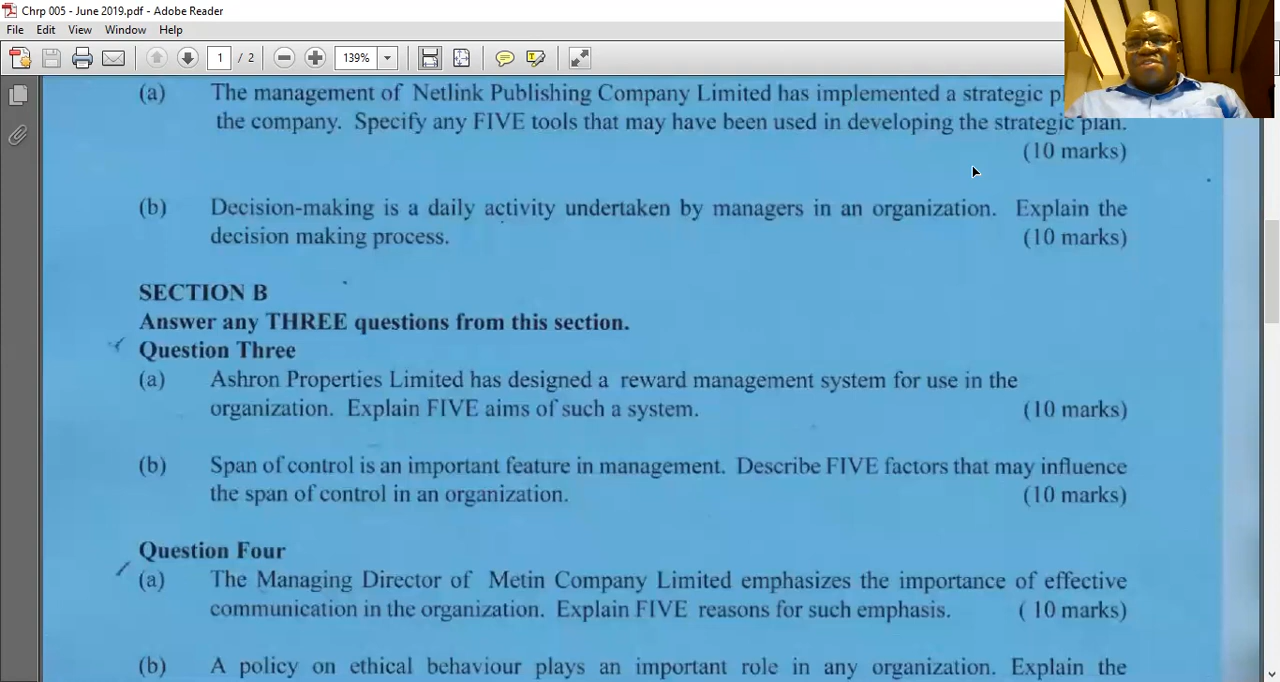 Chrp 005 - June 2019.pdf - Adobe Reader
File Edit View Window Help
1 / 2 139%
(a) The management of Netlink Publishing Company Limited has implemented a strategic
the company. Specify any FIVE tools that may have been used in developing the strategic plan.
(10 marks)
(b) Decision-making is a daily activity undertaken by managers in an organization. Explain the
decision making process. (10 marks)
SECTION B
Answer any THREE questions from this section.
Question Three
(a) Ashron Properties Limited has designed a reward management system for use in the
organization. Explain FIVE aims of such a system. (10 marks)
(b) Span of control is an important feature in management. Describe FIVE factors that may influence
the span of control in an organization. (10 marks)
Question Four
(a) The Managing Director of Metin Company Limited emphasizes the importance of effective
communication in the organization. Explain FIVE reasons for such emphasis. ( 10 marks)
(b) A policy on ethical behaviour plays an important role in any organization. Explain the